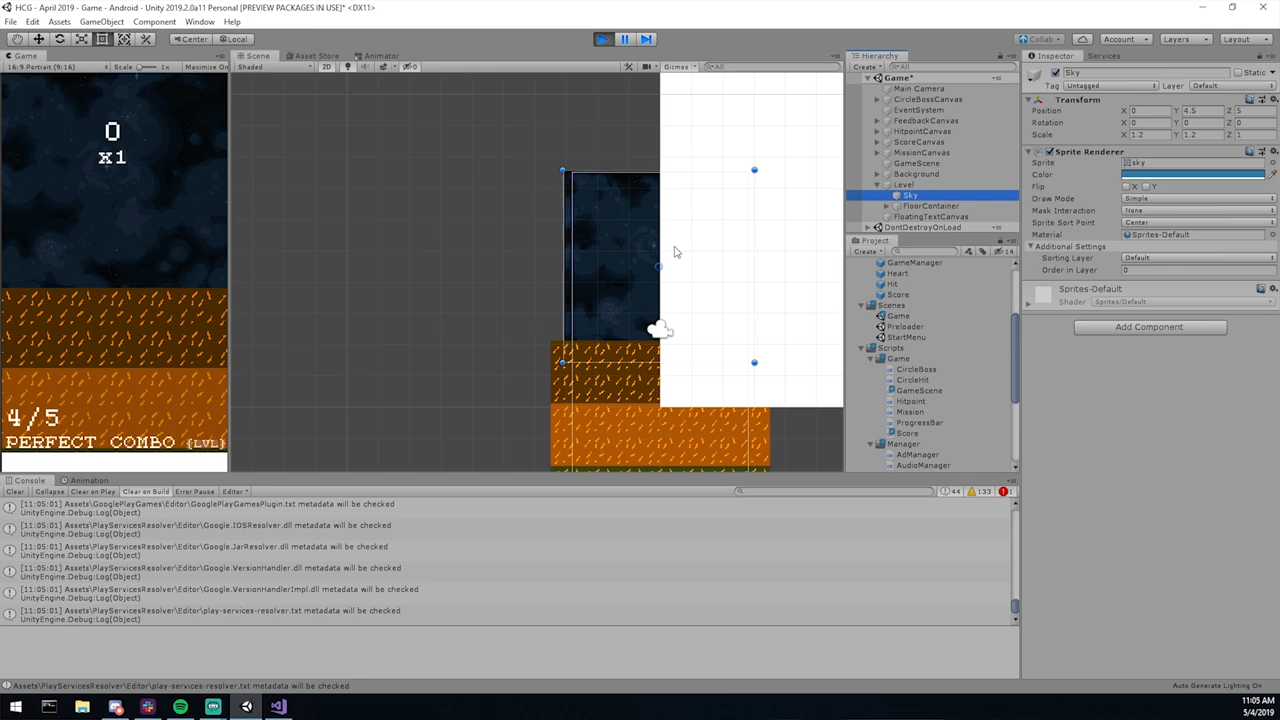 HCG - April 2019 - Game - Android - Unity 2019.2.0a11 Personal [PREVIEW PACKAGES IN USE]* <DX11>
File Edit Assets GameObject Component Window Help
Center Local Collab Account Layers Layout
Game Scene Asset Store Animator Hierarchy Inspector Services
16:9 Portrait (9:16) Scale 1x Maximize On Shaded 2D 0 Gizmos All Create All
Game*
Main Camera
CircleBossCanvas
EventSystem
FeedbackCanvas
HitpointCanvas
ScoreCanvas
MissionCanvas
GameScene
Background
Level
Sky
FloorContainer
FloatingTextCanvas
DontDestroyOnLoad
Sky Static
Tag Untagged Layer Default
Transform
Position X 0 Y 4.5 Z 5
Rotation X 0 Y 0 Z 0
Scale X 1.2 Y 1.2 Z 1
Sprite Renderer
Sprite sky
Color
Flip X Y
Draw Mode Simple
Mask Interaction None
Sprite Sort Point Center
Material Sprites-Default
Additional Settings
Sorting Layer Default
Order in Layer 0
Sprites-Default
Shader Sprites/Default
Add Component
0
x1
4/5
PERFECT COMBO {LVL}
Project
Create 14
GameManager
Heart
Hit
Score
Scenes
Game
Preloader
StartMenu
Scripts
Game
CircleBoss
CircleHit
GameScene
Hitpoint
Mission
ProgressBar
Score
Manager
AdManager
AudioManager
Console Animation
Clear Collapse Clear on Play Clear on Build Error Pause Editor 44 133 1
[11:05:01] Assets\GooglePlayGames\Editor\GooglePlayGamesPlugin.txt metadata will be checked
UnityEngine.Debug:Log(Object)
[11:05:01] Assets\PlayServicesResolver\Editor\Google.IOSResolver.dll metadata will be checked
UnityEngine.Debug:Log(Object)
[11:05:01] Assets\PlayServicesResolver\Editor\Google.JarResolver.dll metadata will be checked
UnityEngine.Debug:Log(Object)
[11:05:01] Assets\PlayServicesResolver\Editor\Google.VersionHandler.dll metadata will be checked
UnityEngine.Debug:Log(Object)
[11:05:01] Assets\PlayServicesResolver\Editor\Google.VersionHandlerImpl.dll metadata will be checked
UnityEngine.Debug:Log(Object)
[11:05:01] Assets\PlayServicesResolver\Editor\play-services-resolver.txt metadata will be checked
UnityEngine.Debug:Log(Object)
Assets\PlayServicesResolver\Editor\play-services-resolver.txt metadata will be checked
Auto Generate Lighting On
11:05 AM
5/4/2019